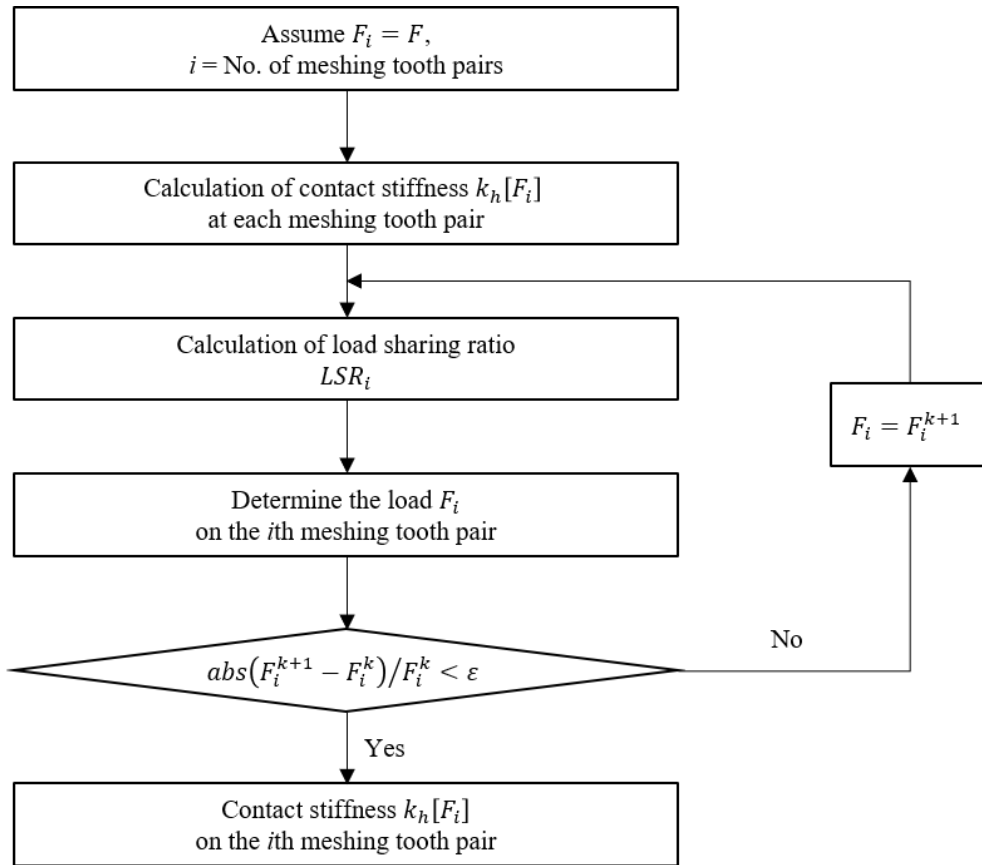 Assume $F_i = F$,
i = No. of meshing tooth pairs
Calculation of contact stiffness $k_h[F_i]$
at each meshing tooth pair
Calculation of load sharing ratio
$LSR_i$
$F_i = F_i^{k+1}$
Determine the load $F_i$
on the ith meshing tooth pair
No
$abs(F_i^{k+1} - F_i^k)/F_i^k < \varepsilon$
Yes
Contact stiffness $k_h[F_i]$
on the ith meshing tooth pair